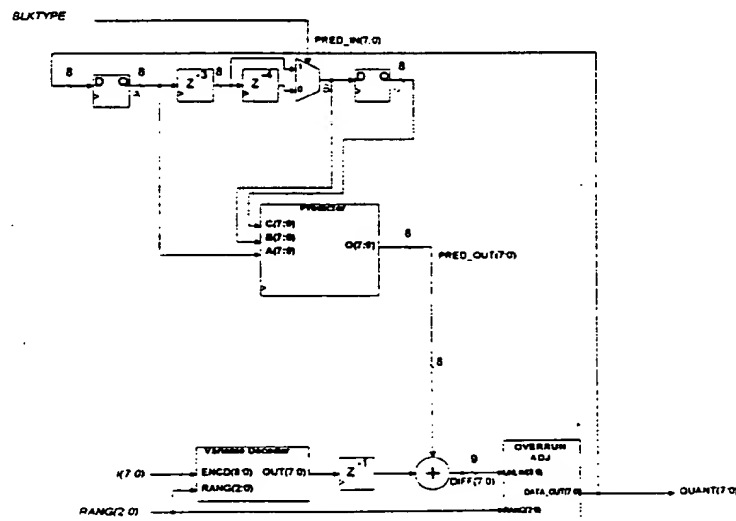 BLKTYPE
PRED_IN(7:0)
8
8
Z-3
8
Z-4
1
0
8
Predictor
C(7:0)
B(7:0)
A(7:0)
O(7:0)
8
PRED_OUT(7:0)
8
Variable Decoder
I(7:0)
ENCD(8:0)
OUT(7:0)
RANG(2:0)
Z-1
+
9
DIFF(7:0)
OVERRUN
ADJ
DATA_OUT(7:0)
QUANT(7:0)
RANG(2:0)
RANG(2:0)